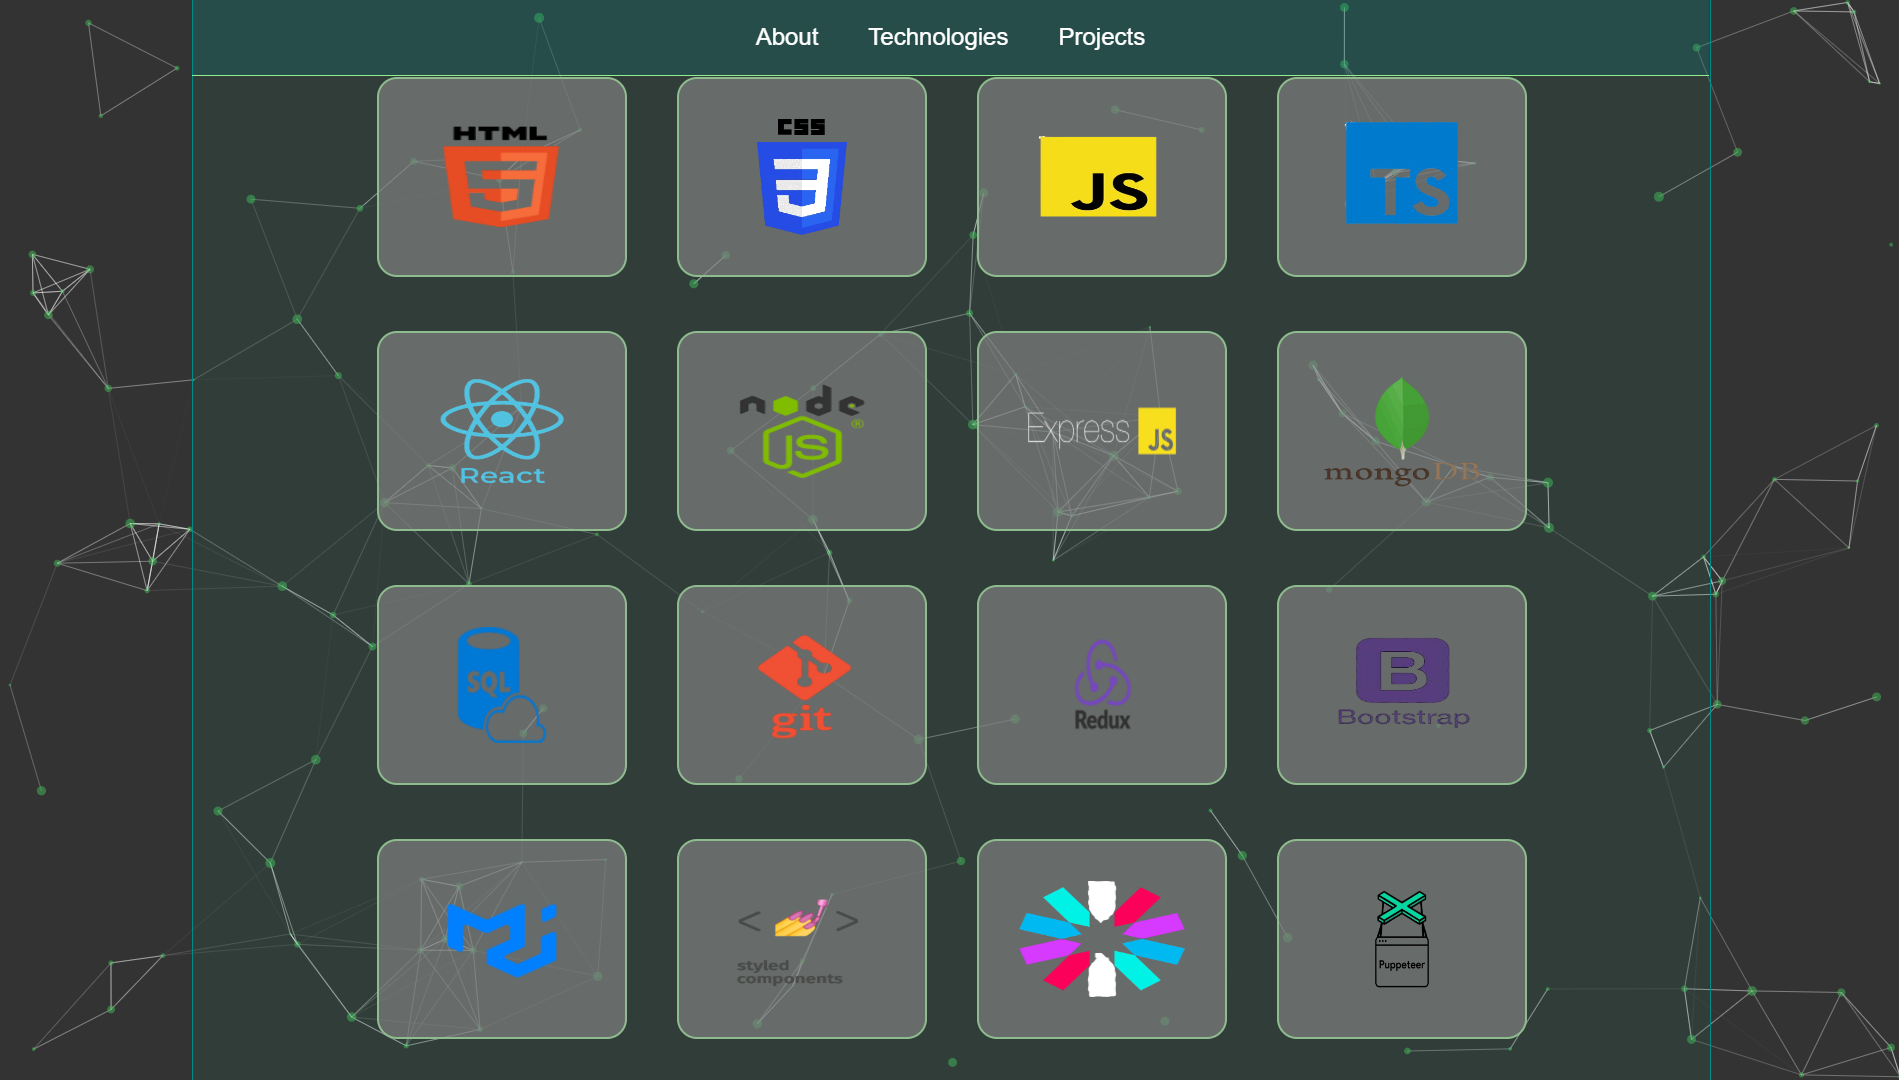 About Technologies Projects
HTML
CSS
JS
TS
React
node
JS
®
Express JS
mongoDB
SQL
git
Redux
B
Bootstrap
< >
styled
components
Puppeteer